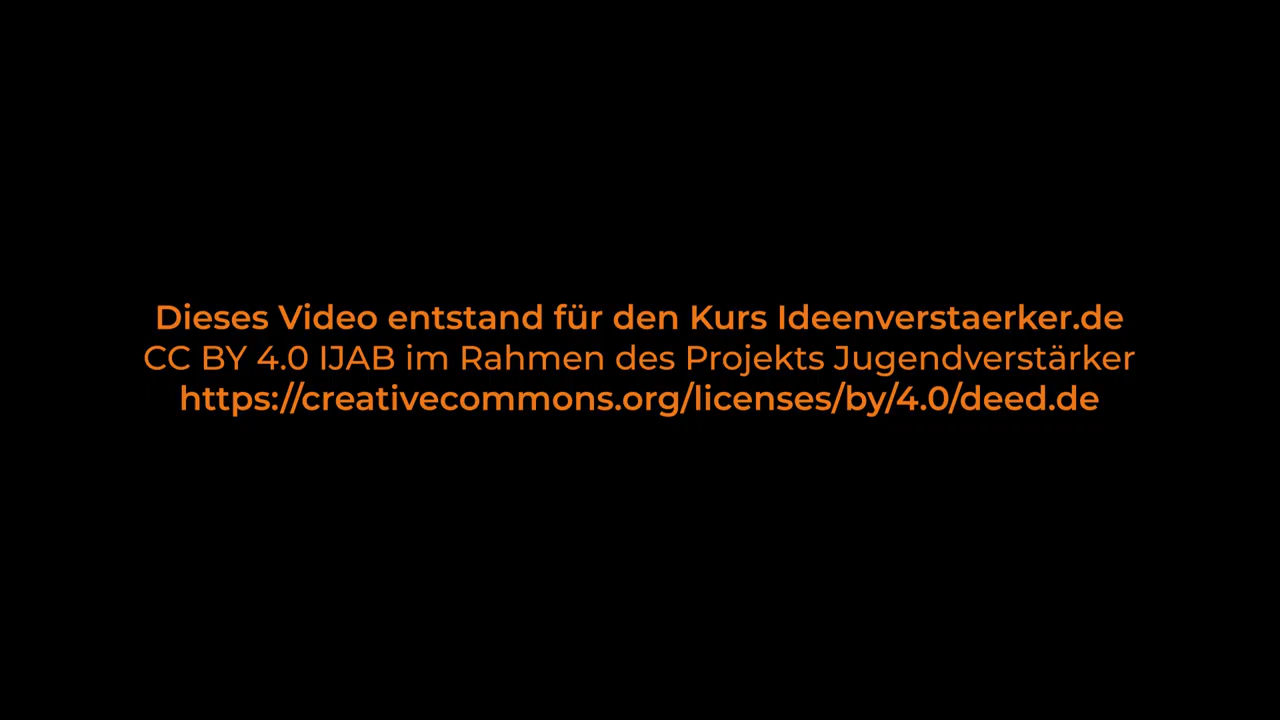 Dieses Video entstand für den Kurs Ideenverstaerker.de
CC BY 4.0 IJAB im Rahmen des Projekts Jugendverstärker
https://creativecommons.org/licenses/by/4.0/deed.de